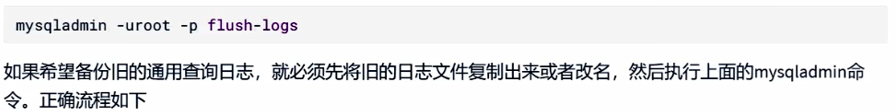 mysqladmin -uroot -p flush-logs
如果希望备份旧的通用查询日志，就必须先将旧的日志文件复制出来或者改名，然后执行上面的mysqladmin命
令。正确流程如下